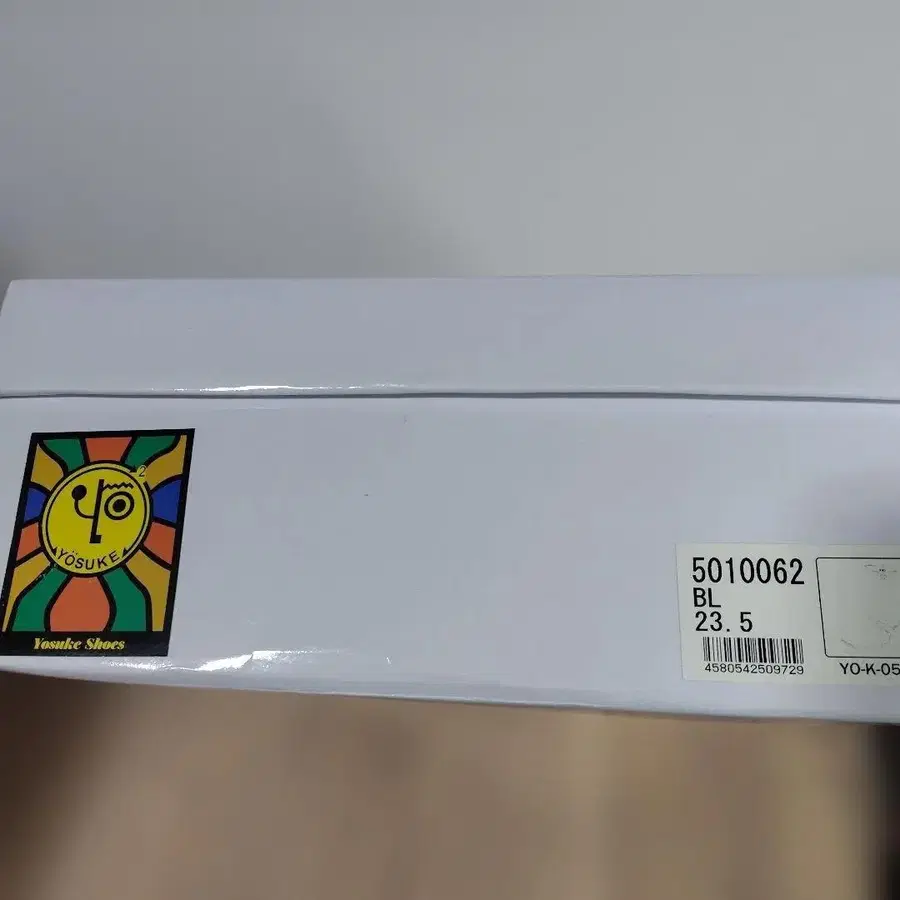 YOSUKE
Yosuke Shoes
5010062
BL
23.5
4580542509729
YO-K-05